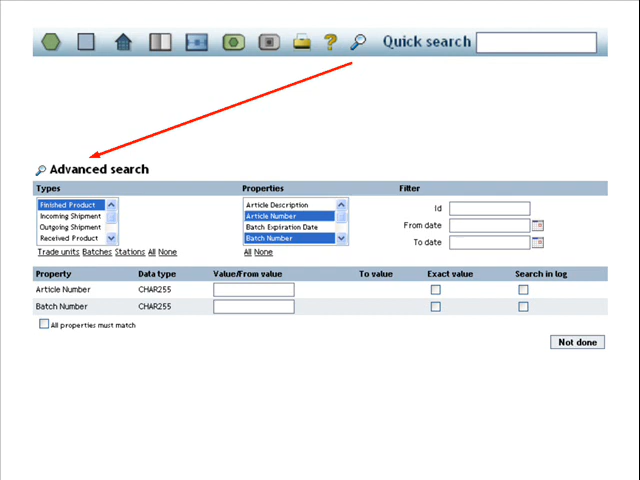 Quick search
Advanced search
Types Properties Filter
Finished Product
Incoming Shipment
Outgoing Shipment
Received Product
Trade units Batches Stations All None
Article Description
Article Number
Batch Expiration Date
Batch Number
All None
Id
From date
To date
Property Data type Value/From value To value Exact value Search in log
Article Number CHAR255
Batch Number CHAR255
All properties must match
Not done